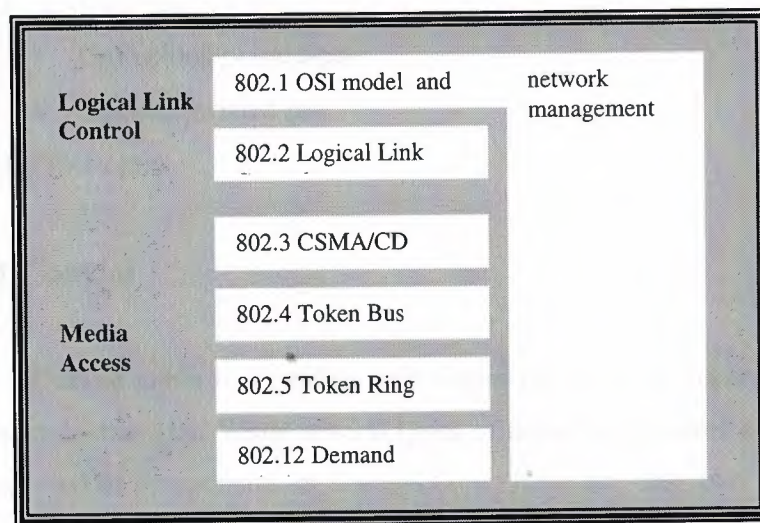 Logical Link
Control
802.1 OSI model and
network
management
802.2 Logical Link
802.3 CSMA/CD
Media
Access
802.4 Token Bus
802.5 Token Ring
802.12 Demand